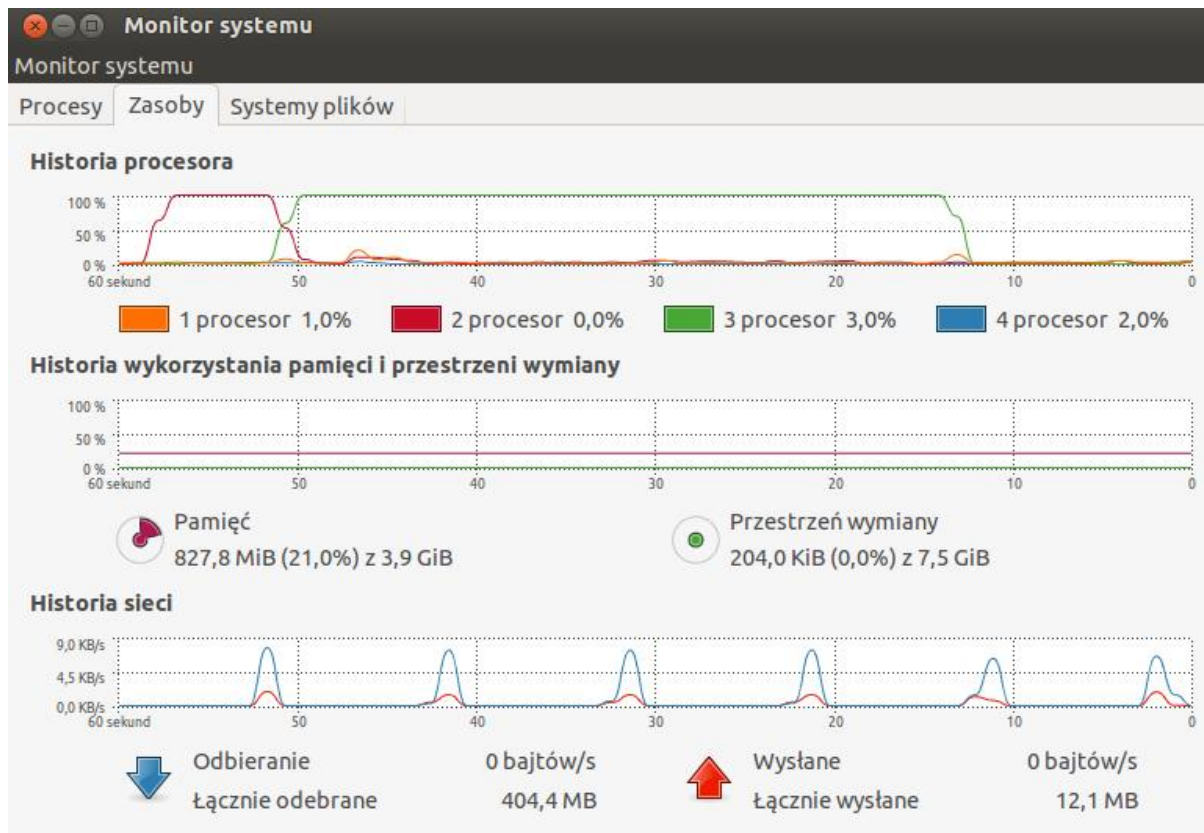 Monitor systemu
Monitor systemu
Procesy Zasoby Systemy plików
Historia procesora
100 %
50 %
0 %
60 sekund 50 40 30 20 10 0
1 procesor 1,0% 2 procesor 0,0% 3 procesor 3,0% 4 procesor 2,0%
Historia wykorzystania pamięci i przestrzeni wymiany
100 %
50 %
0 %
60 sekund 50 40 30 20 10 0
Pamięć Przestrzeń wymiany
827,8 MiB (21,0%) z 3,9 GiB 204,0 KiB (0,0%) z 7,5 GiB
Historia sieci
9,0 KB/s
4,5 KB/s
0,0 KB/s
60 sekund 50 40 30 20 10 0
Odbieranie 0 bajtów/s Wysłane 0 bajtów/s
Łącznie odebrane 404,4 MB Łącznie wysłane 12,1 MB